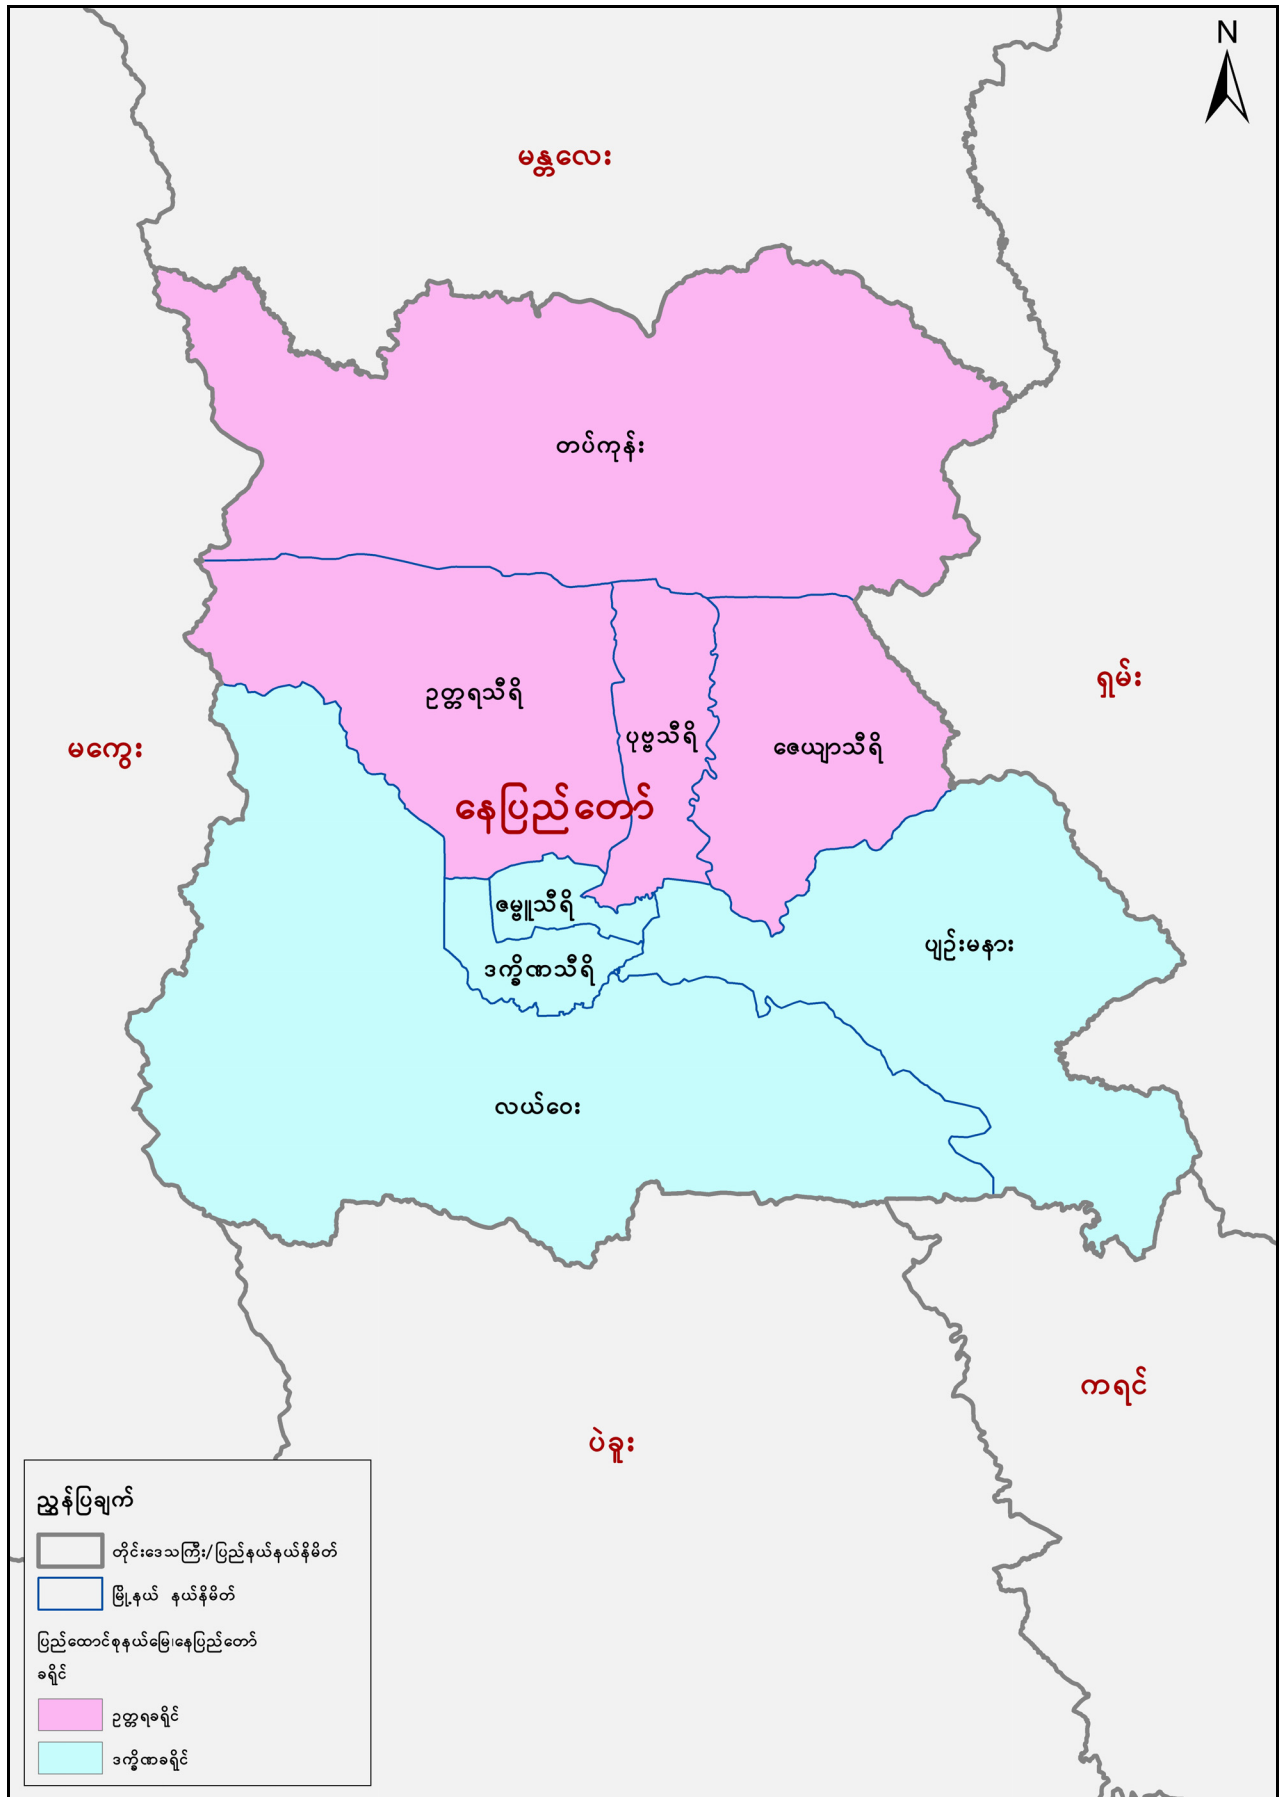 N
မန္တလေး
တပ်ကုန်း
ရှမ်း
ဥတ္တရသီရိ
ပုဗ္ဗသီရိ
ဇေယျာသီရိ
မကွေး
နေပြည်တော်
ဇမ္ဗူသီရိ
ပျဉ်းမနား
ဒက္ခိဏသီရိ
လယ်ဝေး
ကရင်
ပဲခူး
ညွှန်ပြချက်
တိုင်းဒေသကြီး/ပြည်နယ်နယ်နိမိတ်
မြို့နယ် နယ်နိမိတ်
ပြည်ထောင်စုနယ်မြေ၊နေပြည်တော်
ခရိုင်
ဥတ္တရခရိုင်
ဒက္ခိဏခရိုင်